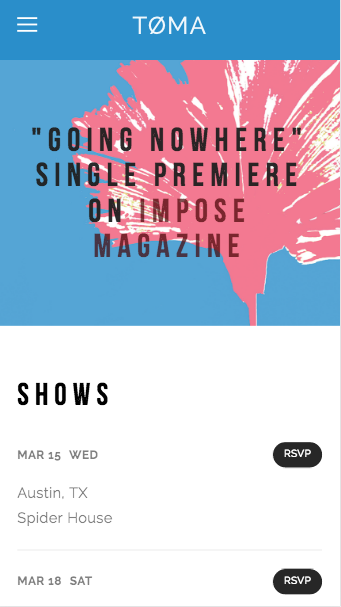 TØMA
"GOING NOWHERE"
SINGLE PREMIERE
ON IMPOSE
MAGAZINE
SHOWS
MAR 15 WED
RSVP
Austin, TX
Spider House
MAR 18 SAT
RSVP